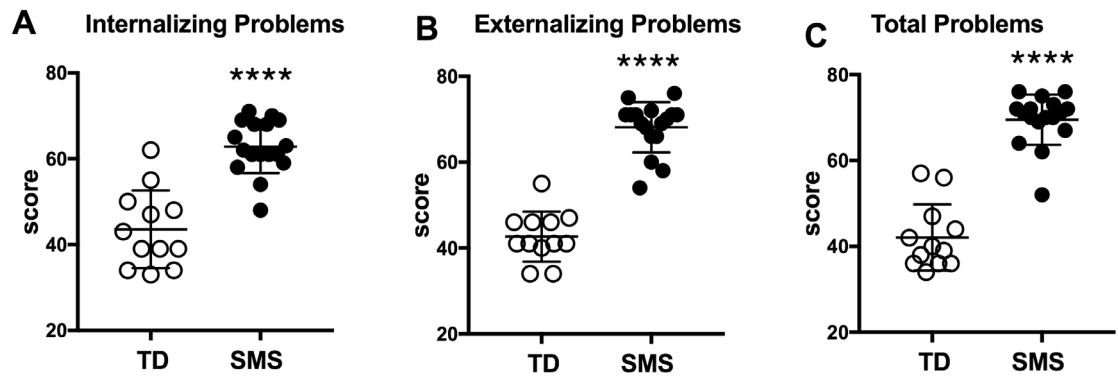 A Internalizing Problems
score
80
60
40
20
****
TD SMS
B Externalizing Problems
score
80
60
40
20
****
TD SMS
C Total Problems
score
80
60
40
20
****
TD SMS